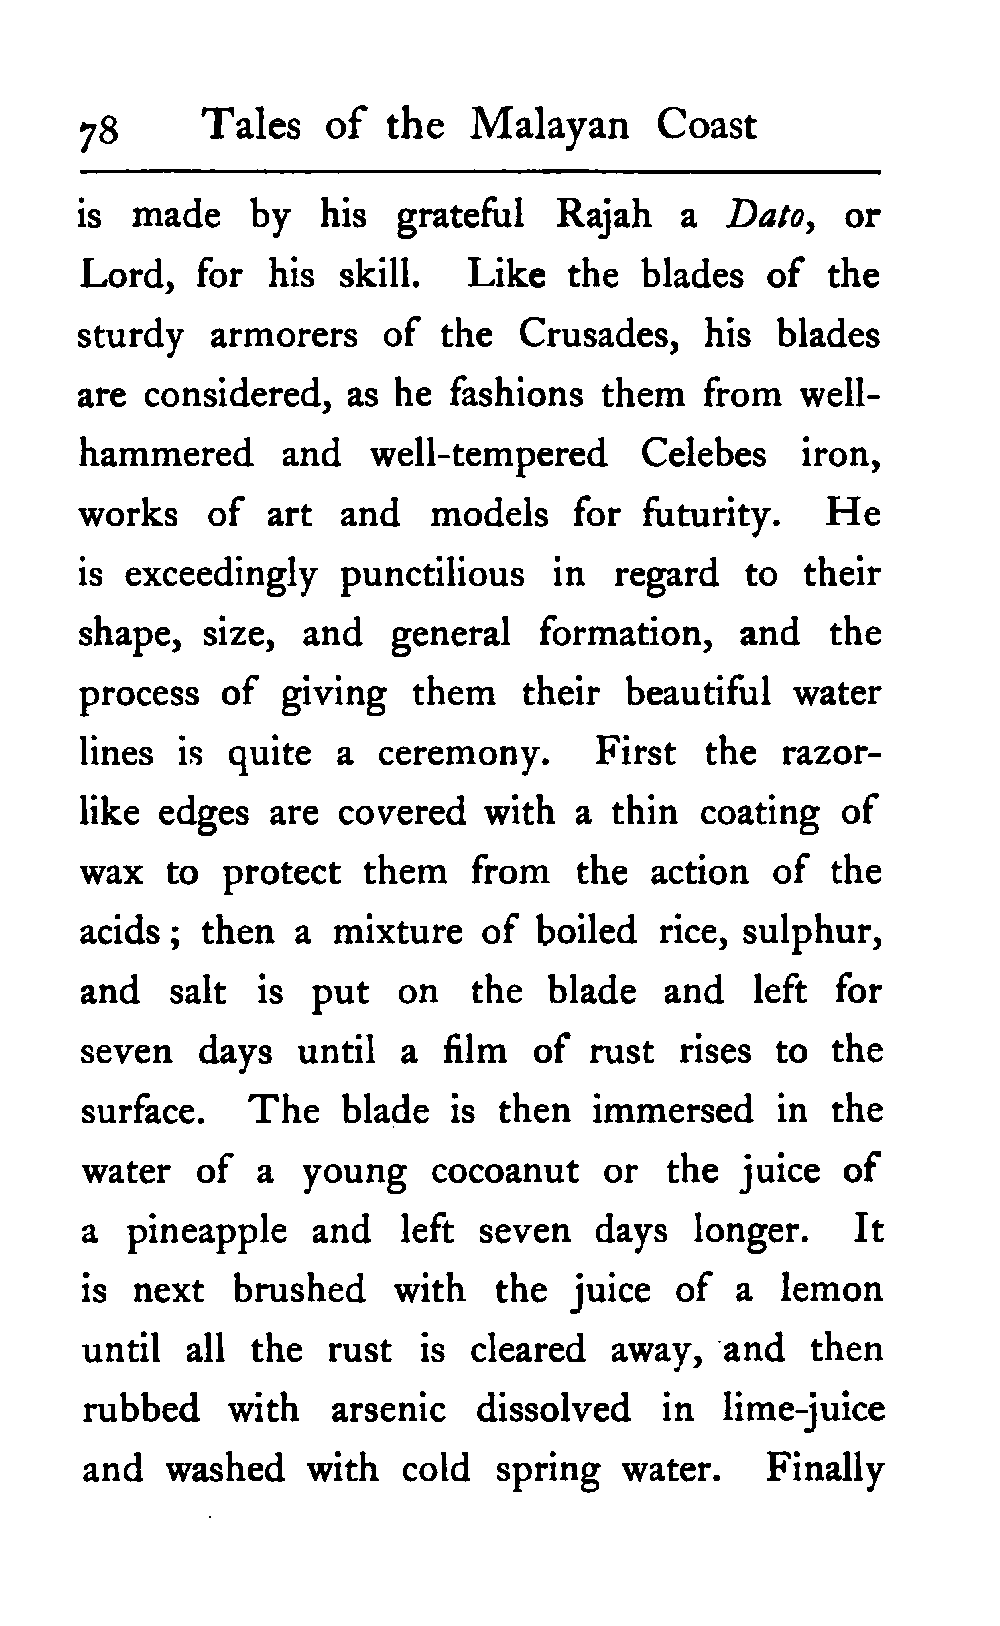 78 Tales of the Malayan Coast
is made by his grateful Rajah a Dato, or
Lord, for his skill. Like the blades of the
sturdy armorers of the Crusades, his blades
are considered, as he fashions them from well-
hammered and well-tempered Celebes iron,
works of art and models for futurity. He
is exceedingly punctilious in regard to their
shape, size, and general formation, and the
process of giving them their beautiful water
lines is quite a ceremony. First the razor-
like edges are covered with a thin coating of
wax to protect them from the action of the
acids; then a mixture of boiled rice, sulphur,
and salt is put on the blade and left for
seven days until a film of rust rises to the
surface. The blade is then immersed in the
water of a young cocoanut or the juice of
a pineapple and left seven days longer. It
is next brushed with the juice of a lemon
until all the rust is cleared away, and then
rubbed with arsenic dissolved in lime-juice
and washed with cold spring water. Finally